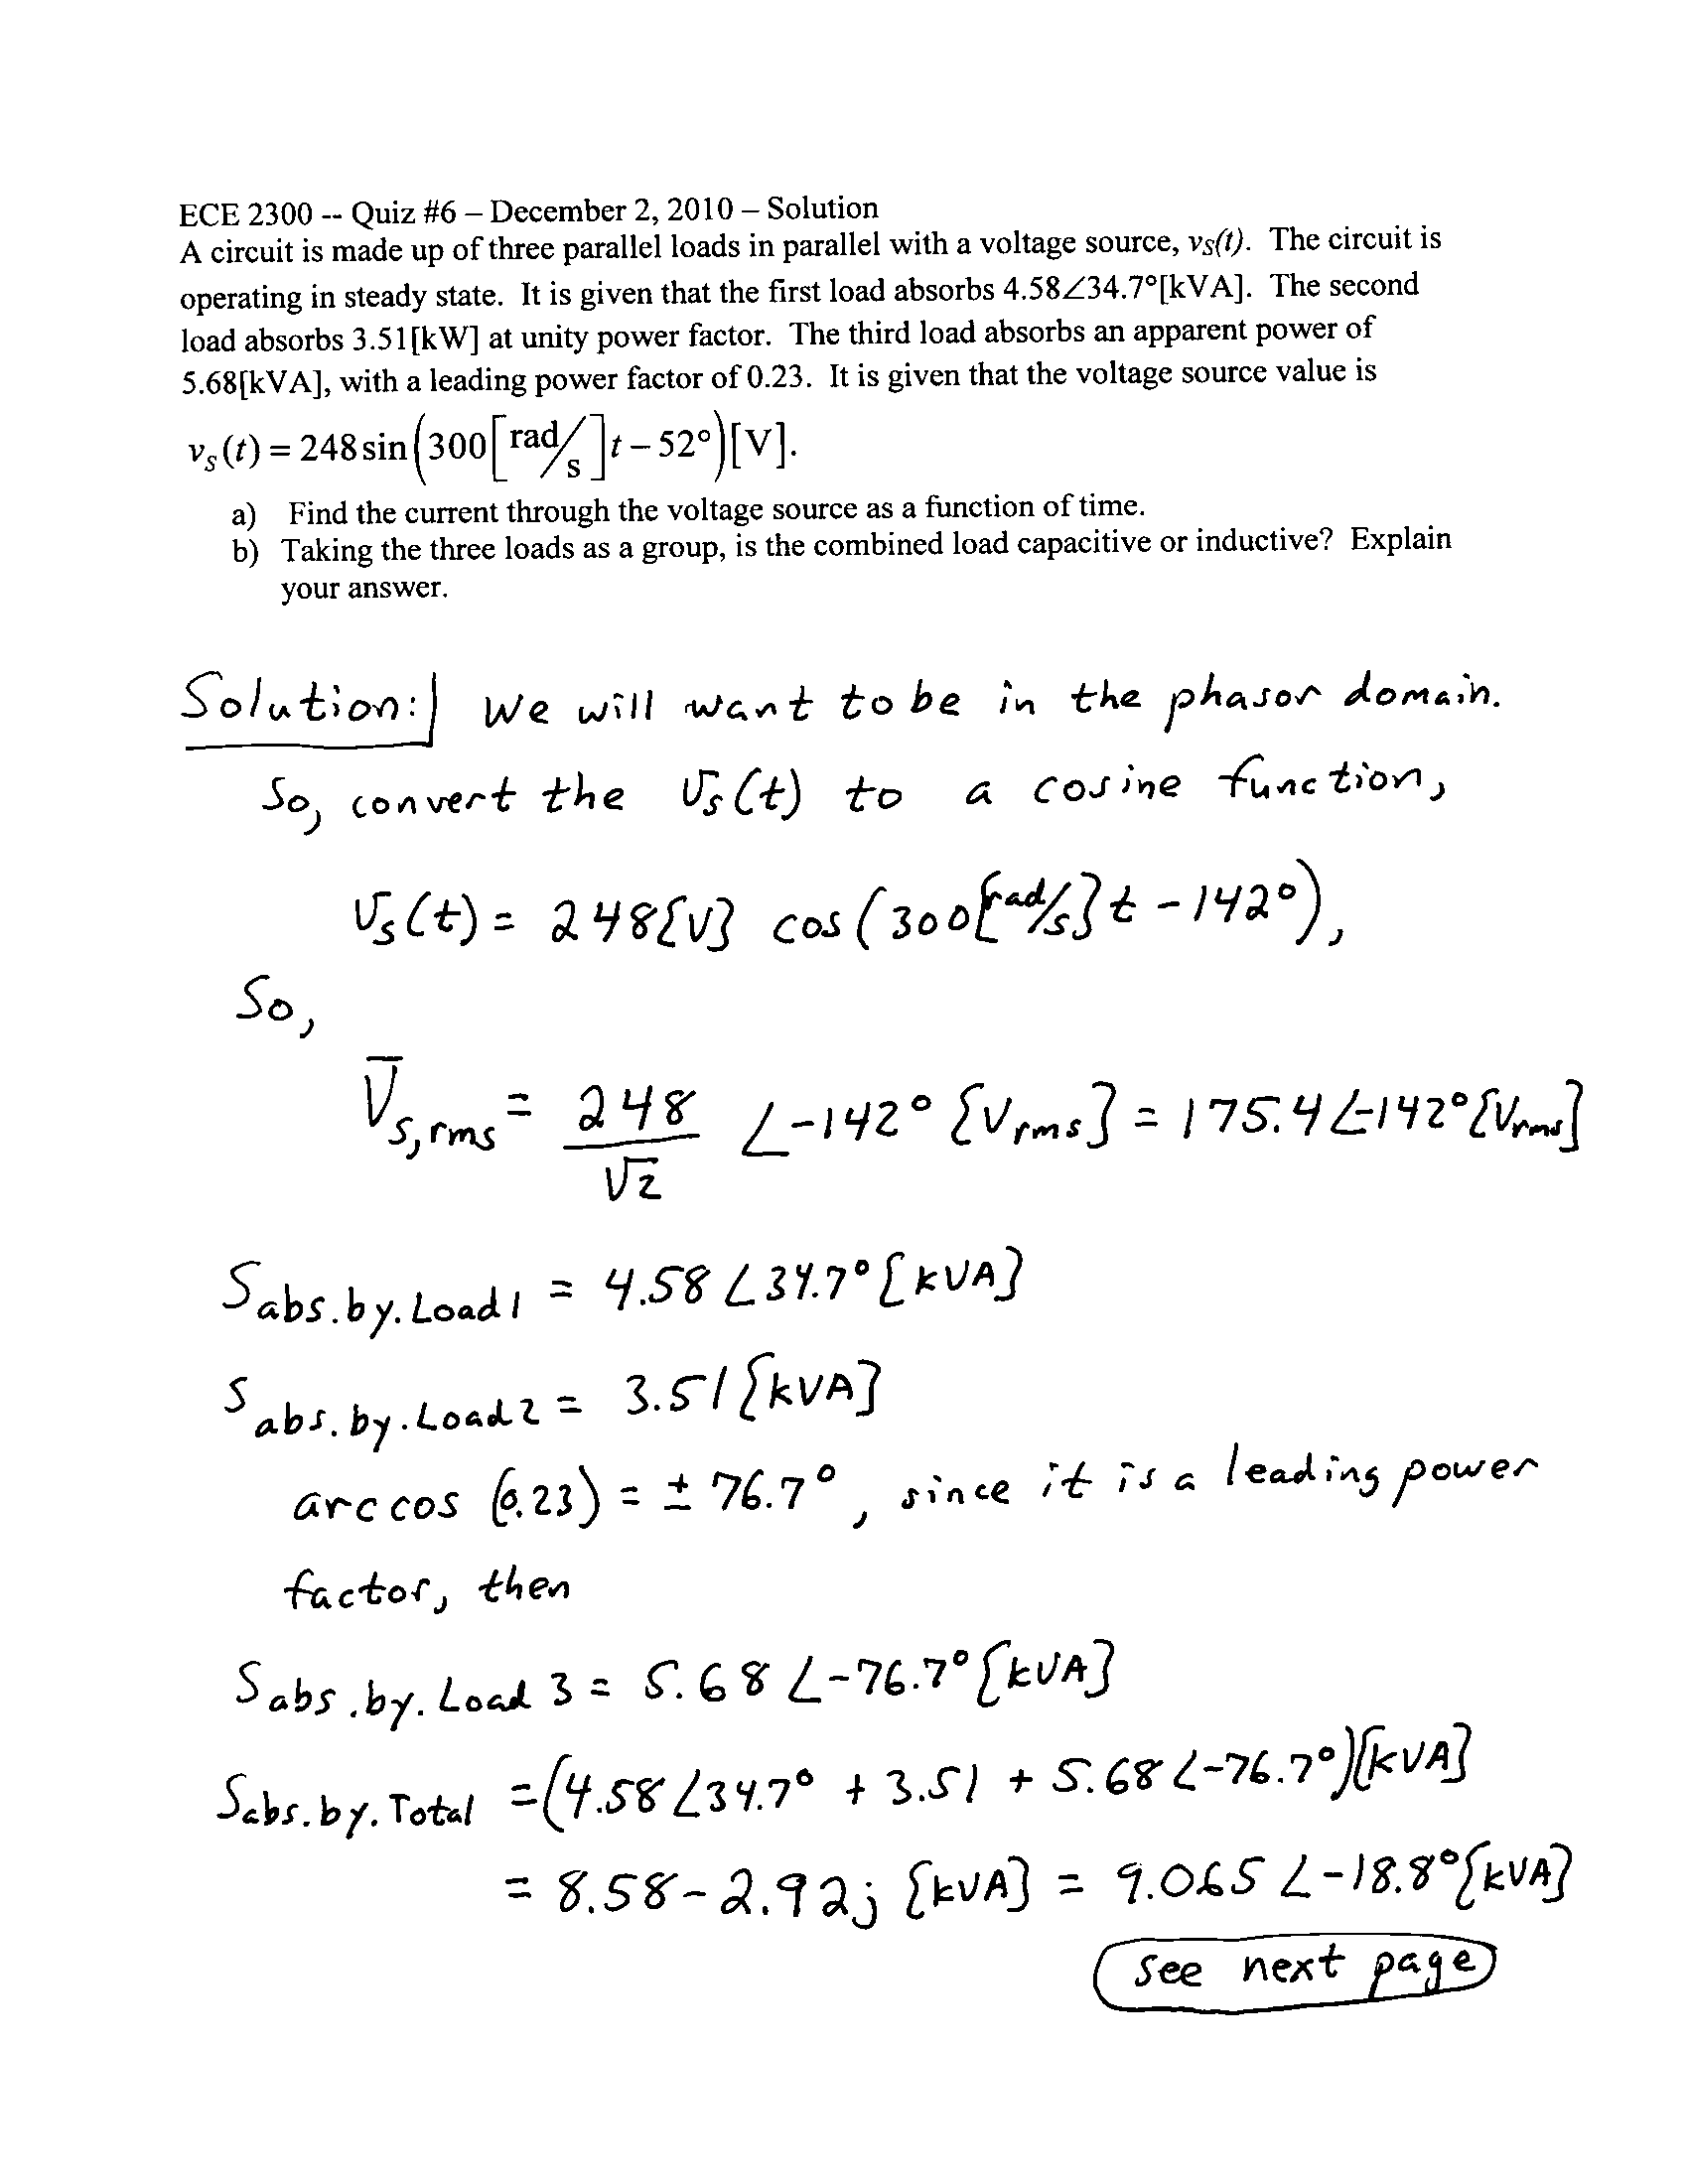 ECE 2300 -- Quiz #6 – December 2, 2010 – Solution
A circuit is made up of three parallel loads in parallel with a voltage source, vS(t). The circuit is
operating in steady state. It is given that the first load absorbs 4.58∠34.7°[kVA]. The second
load absorbs 3.51[kW] at unity power factor. The third load absorbs an apparent power of
5.68[kVA], with a leading power factor of 0.23. It is given that the voltage source value is
vS(t) = 248 sin(300[rad/s]t − 52°)[V].
a) Find the current through the voltage source as a function of time.
b) Taking the three loads as a group, is the combined load capacitive or inductive? Explain
your answer.
Solution:| We will want to be in the phasor domain.
So, convert the vs(t) to a cosine function,
vs(t) = 248[V] cos(300[rad/s]t − 142°),
So,
V̅s,rms = 248/√2 ∠−142° [Vrms] = 175.4∠−142°[Vrms]
Sabs.by.Load1 = 4.58∠34.7°[kVA]
Sabs.by.Load2 = 3.51[kVA]
arccos(0.23) = ± 76.7°, since it is a leading power
factor, then
Sabs.by.Load 3 = 5.68∠−76.7°[kVA]
Sabs.by.Total = (4.58∠34.7° + 3.51 + 5.68∠−76.7°)[kVA]
= 8.58 − 2.92j [kVA] = 9.065∠−18.8°[kVA]
see next page